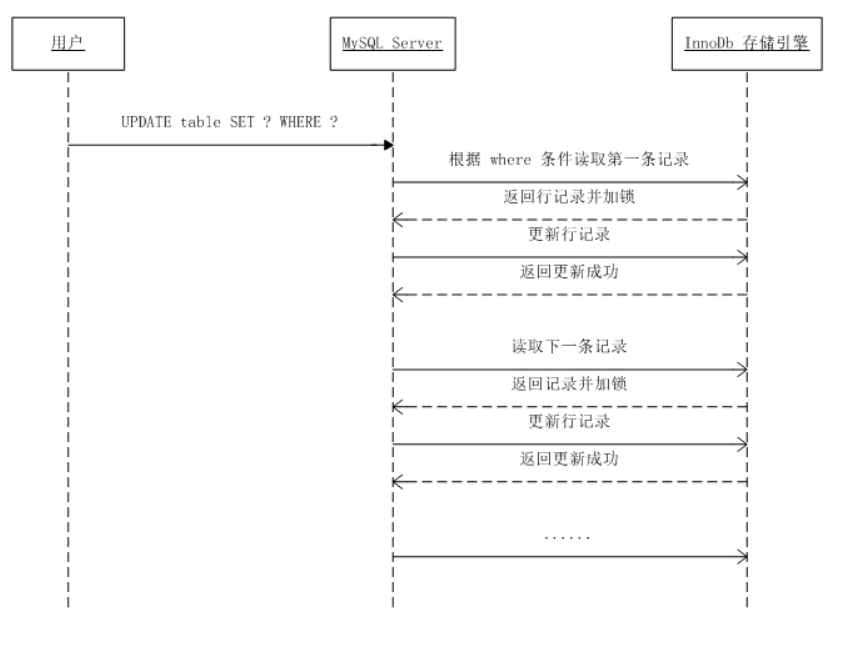 用户
MySQL Server
InnoDb 存储引擎
UPDATE table SET ? WHERE ?
根据 where 条件读取第一条记录
返回行记录并加锁
更新行记录
返回更新成功
读取下一条记录
返回记录并加锁
更新行记录
返回更新成功
......